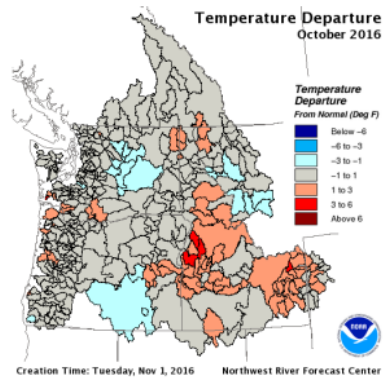 Temperature Departure
October 2016
Temperature
Departure
From Normal (Deg F)
Below -6
-6 to -3
-3 to -1
-1 to 1
1 to 3
3 to 6
Above 6
NOAA
Creation Time: Tuesday, Nov 1, 2016 Northwest River Forecast Center